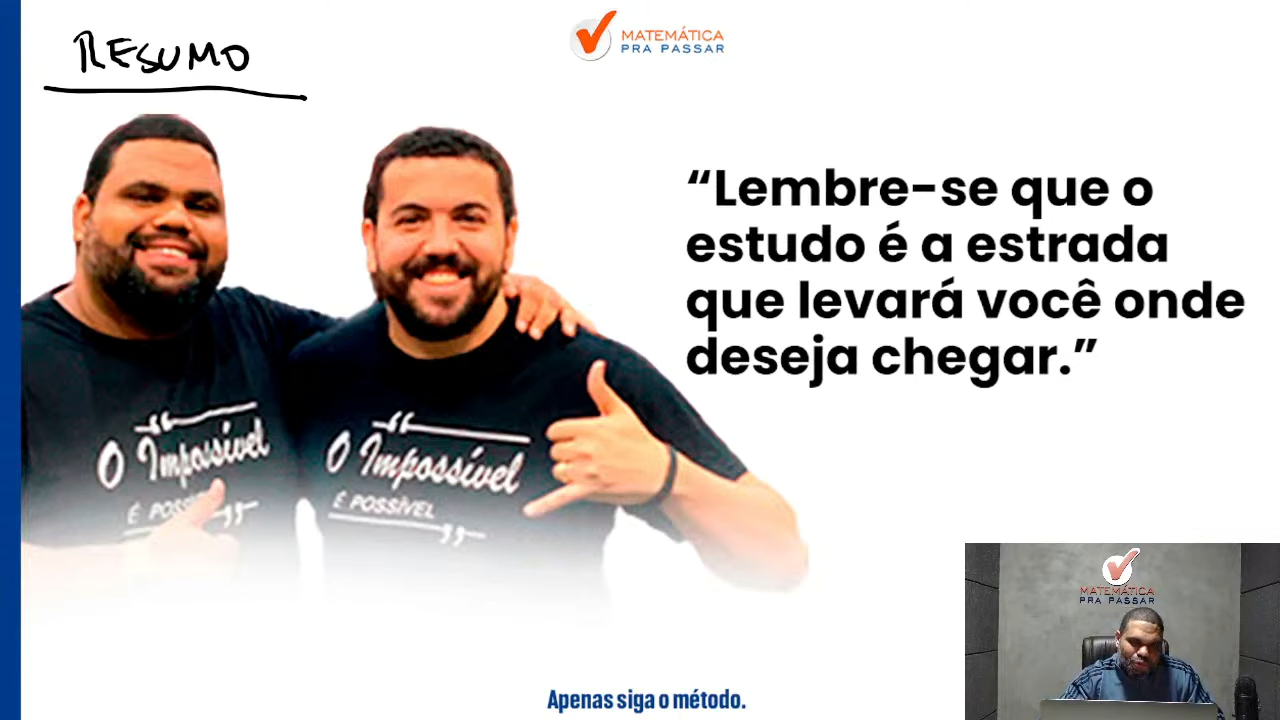 RESUMO
MATEMÁTICA
PRA PASSAR
“Lembre-se que o
estudo é a estrada
que levará você onde
deseja chegar.”
“
O Impossível
É POSSÍVEL
”
“
O Impossível
É POSSÍVEL
”
MATEMÁTICA
PRA PASSAR
Apenas siga o método.